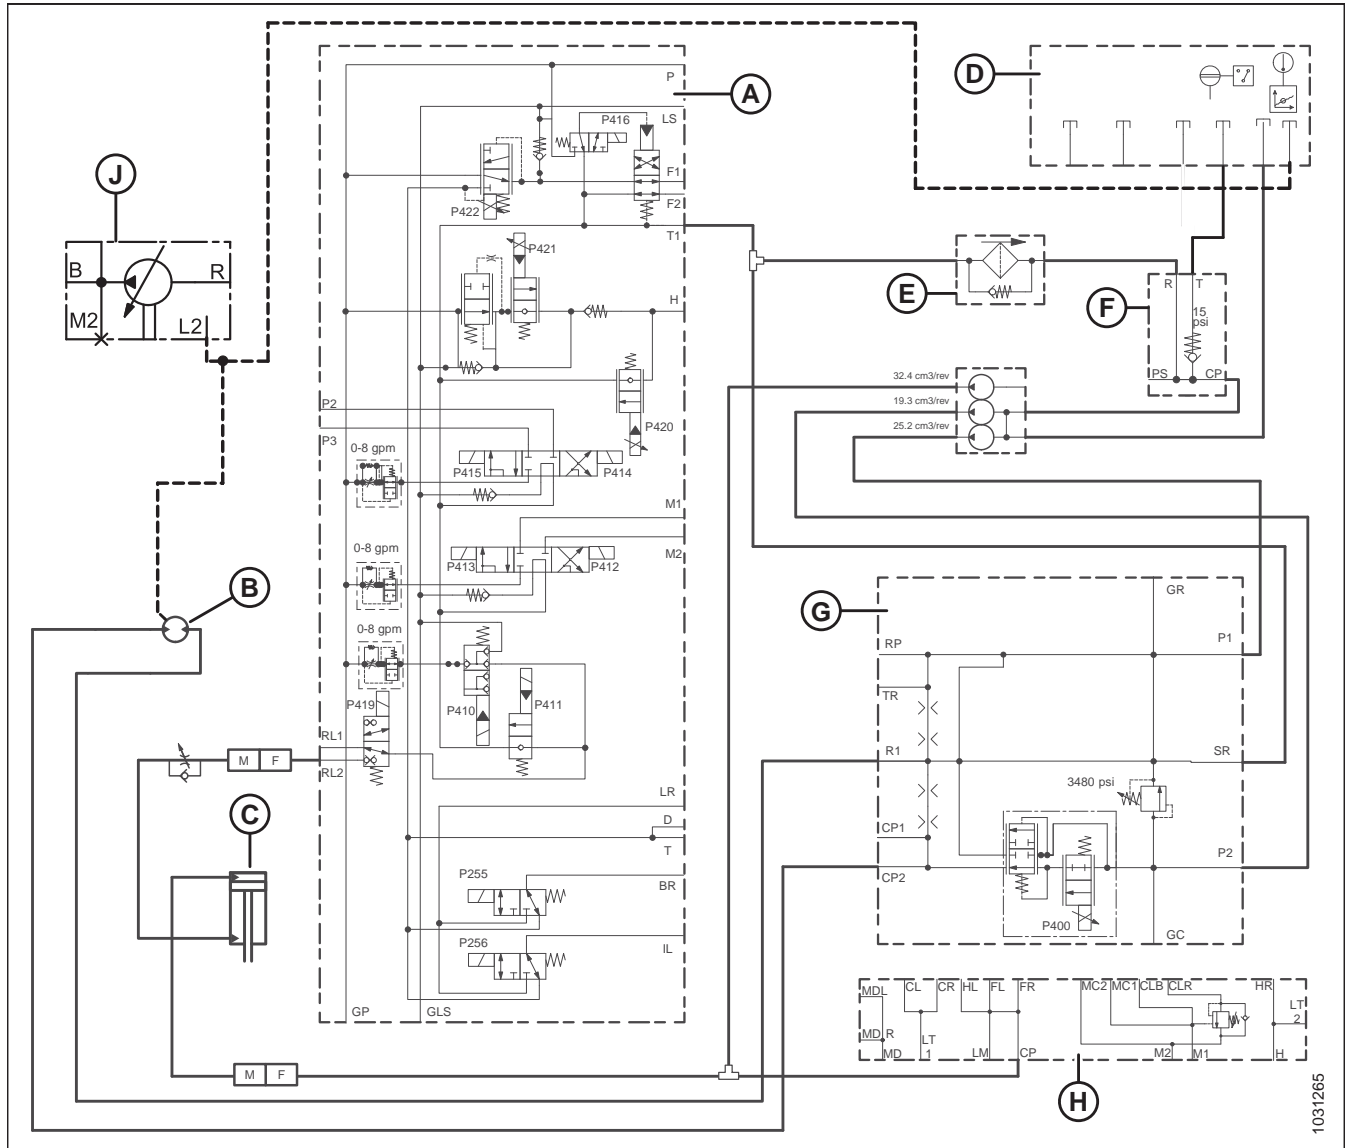 J
B
R
M2
L2
A
P
LS
P416
F1
F2
P422
T1
P421
H
P2
P420
P3
0-8 gpm
P415
P414
M1
0-8 gpm
M2
P413
P412
0-8 gpm
P419
P410
P411
RL1
RL2
LR
D
T
P255
BR
P256
IL
GP
GLS
B
M
F
C
M
F
D
E
F
R
T
15
psi
PS
CP
32.4 cm3/rev
19.3 cm3/rev
25.2 cm3/rev
G
GR
RP
P1
TR
R1
SR
3480 psi
CP1
P2
CP2
P400
GC
MDL
CL
CR
HL
FL
FR
MC2
MC1
CLB
CLR
HR
LT
2
MD
R
LT
1
MD
LM
CP
M2
M1
H
H
1031265